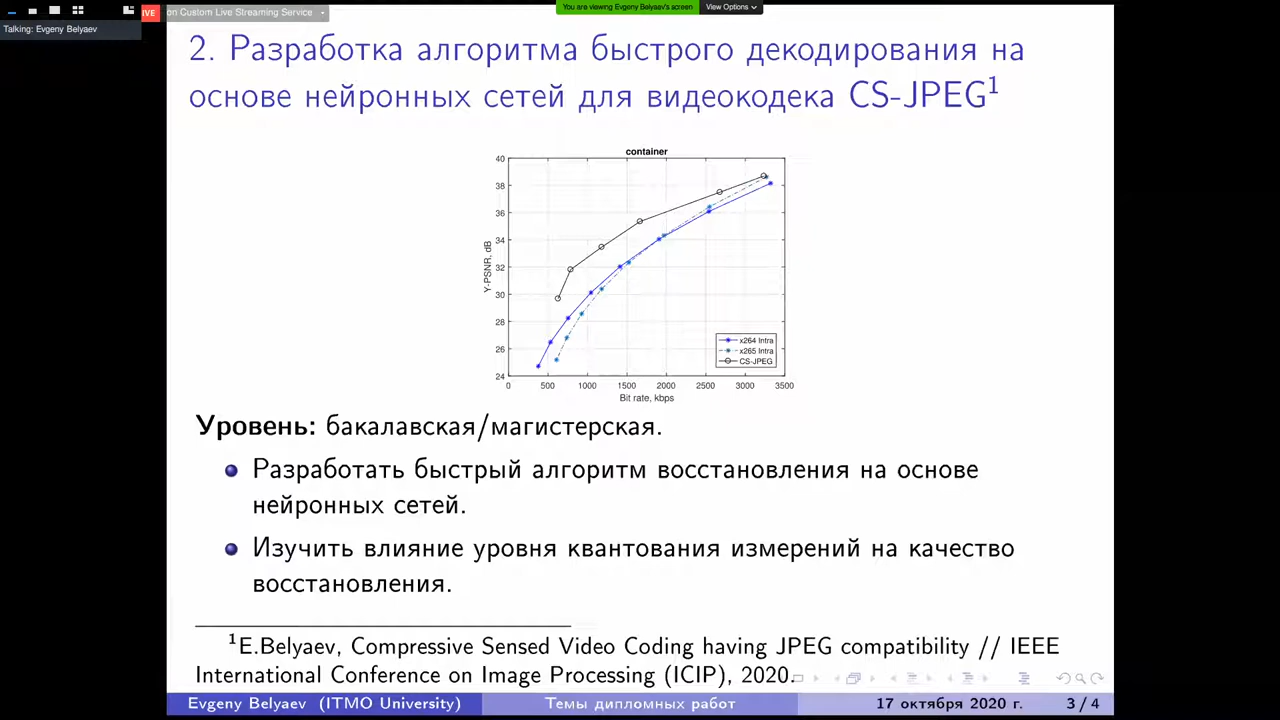 LIVE
on Custom Live Streaming Service
You are viewing Evgeny Belyaev's screen
View Options
Talking: Evgeny Belyaev
2. Разработка алгоритма быстрого декодирования на
основе нейронных сетей для видеокодека CS-JPEG¹
container
40
38
36
34
32
30
28
26
24
Y-PSNR, dB
x264 Intra
x265 Intra
CS-JPEG
0 500 1000 1500 2000 2500 3000 3500
Bit rate, kbps
Уровень: бакалавская/магистерская.
Разработать быстрый алгоритм восстановления на основе
нейронных сетей.
Изучить влияние уровня квантования измерений на качество
восстановления.
¹E.Belyaev, Compressive Sensed Video Coding having JPEG compatibility // IEEE
International Conference on Image Processing (ICIP), 2020.
Evgeny Belyaev (ITMO University) Темы дипломных работ 17 октября 2020 г. 3 / 4